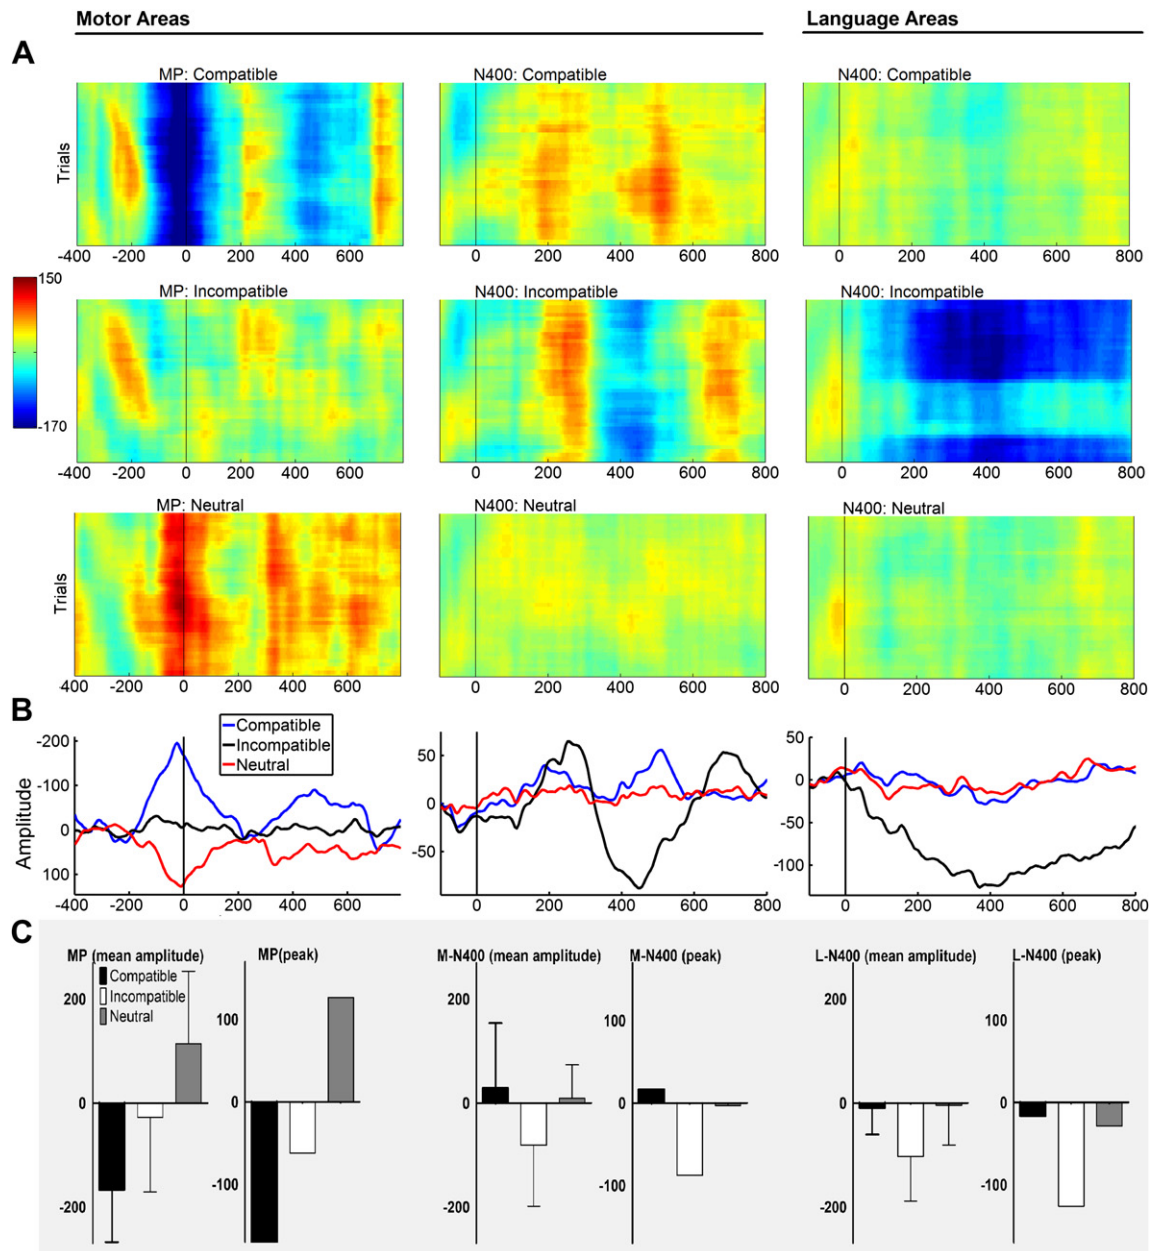 Motor Areas Language Areas
A
MP: Compatible N400: Compatible N400: Compatible
Trials
-400 -200 0 200 400 600 0 200 400 600 800 0 200 400 600 800
150
-170
MP: Incompatible N400: Incompatible N400: Incompatible
-400 -200 0 200 400 600 0 200 400 600 800 0 200 400 600 800
MP: Neutral N400: Neutral N400: Neutral
Trials
400 -200 0 200 400 600 0 200 400 600 800 0 200 400 600 800
B
Compatible
Incompatible
Neutral
Amplitude
-200
-100
0
100
-400 -200 0 200 400 600
50
0
-50
0 200 400 600 800
50
0
-50
-100
0 200 400 600 800
C
MP (mean amplitude) MP(peak) M-N400 (mean amplitude) M-N400 (peak) L-N400 (mean amplitude) L-N400 (peak)
Compatible
Incompatible
Neutral
200
0
-200
100
0
-100
200
0
-200
100
0
-100
200
0
-200
100
0
-100